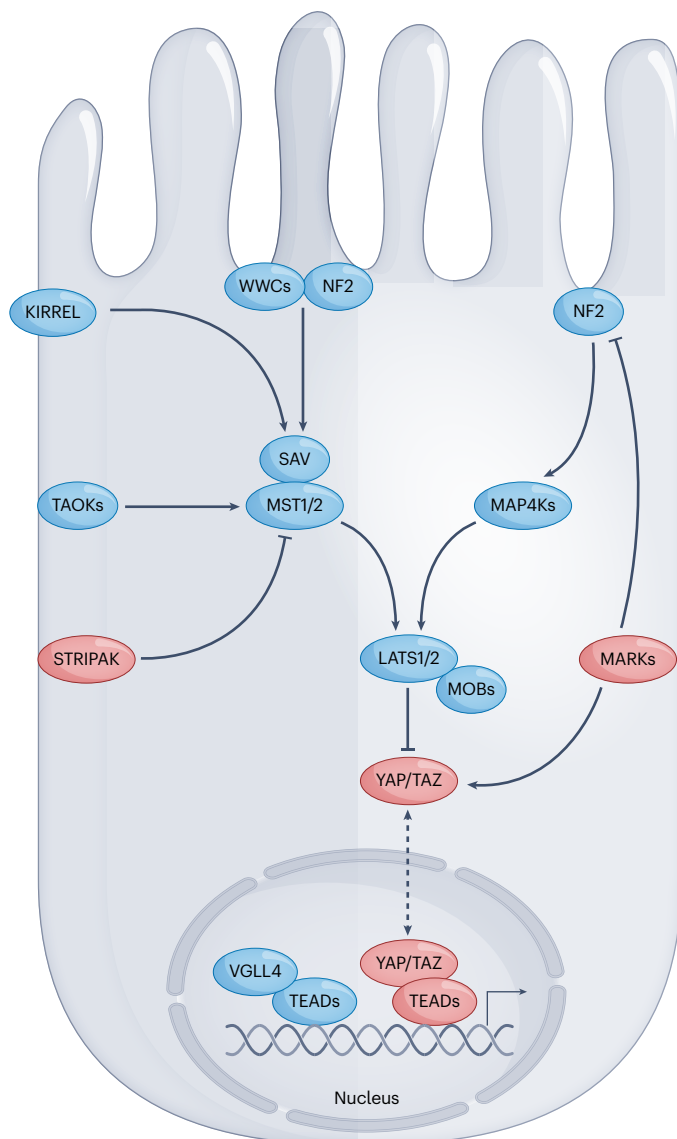 WWCs
NF2
KIRREL
NF2
SAV
TAOKs
MST1/2
MAP4Ks
STRIPAK
LATS1/2
MARKs
MOBs
YAP/TAZ
YAP/TAZ
VGLL4
TEADs
TEADs
Nucleus